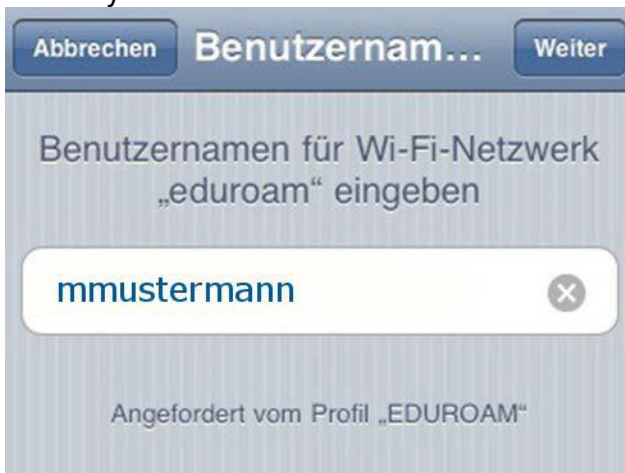 Abbrechen Benutzernam... Weiter
Benutzernamen für Wi-Fi-Netzwerk
„eduroam“ eingeben
mmustermann
Angefordert vom Profil „EDUROAM“